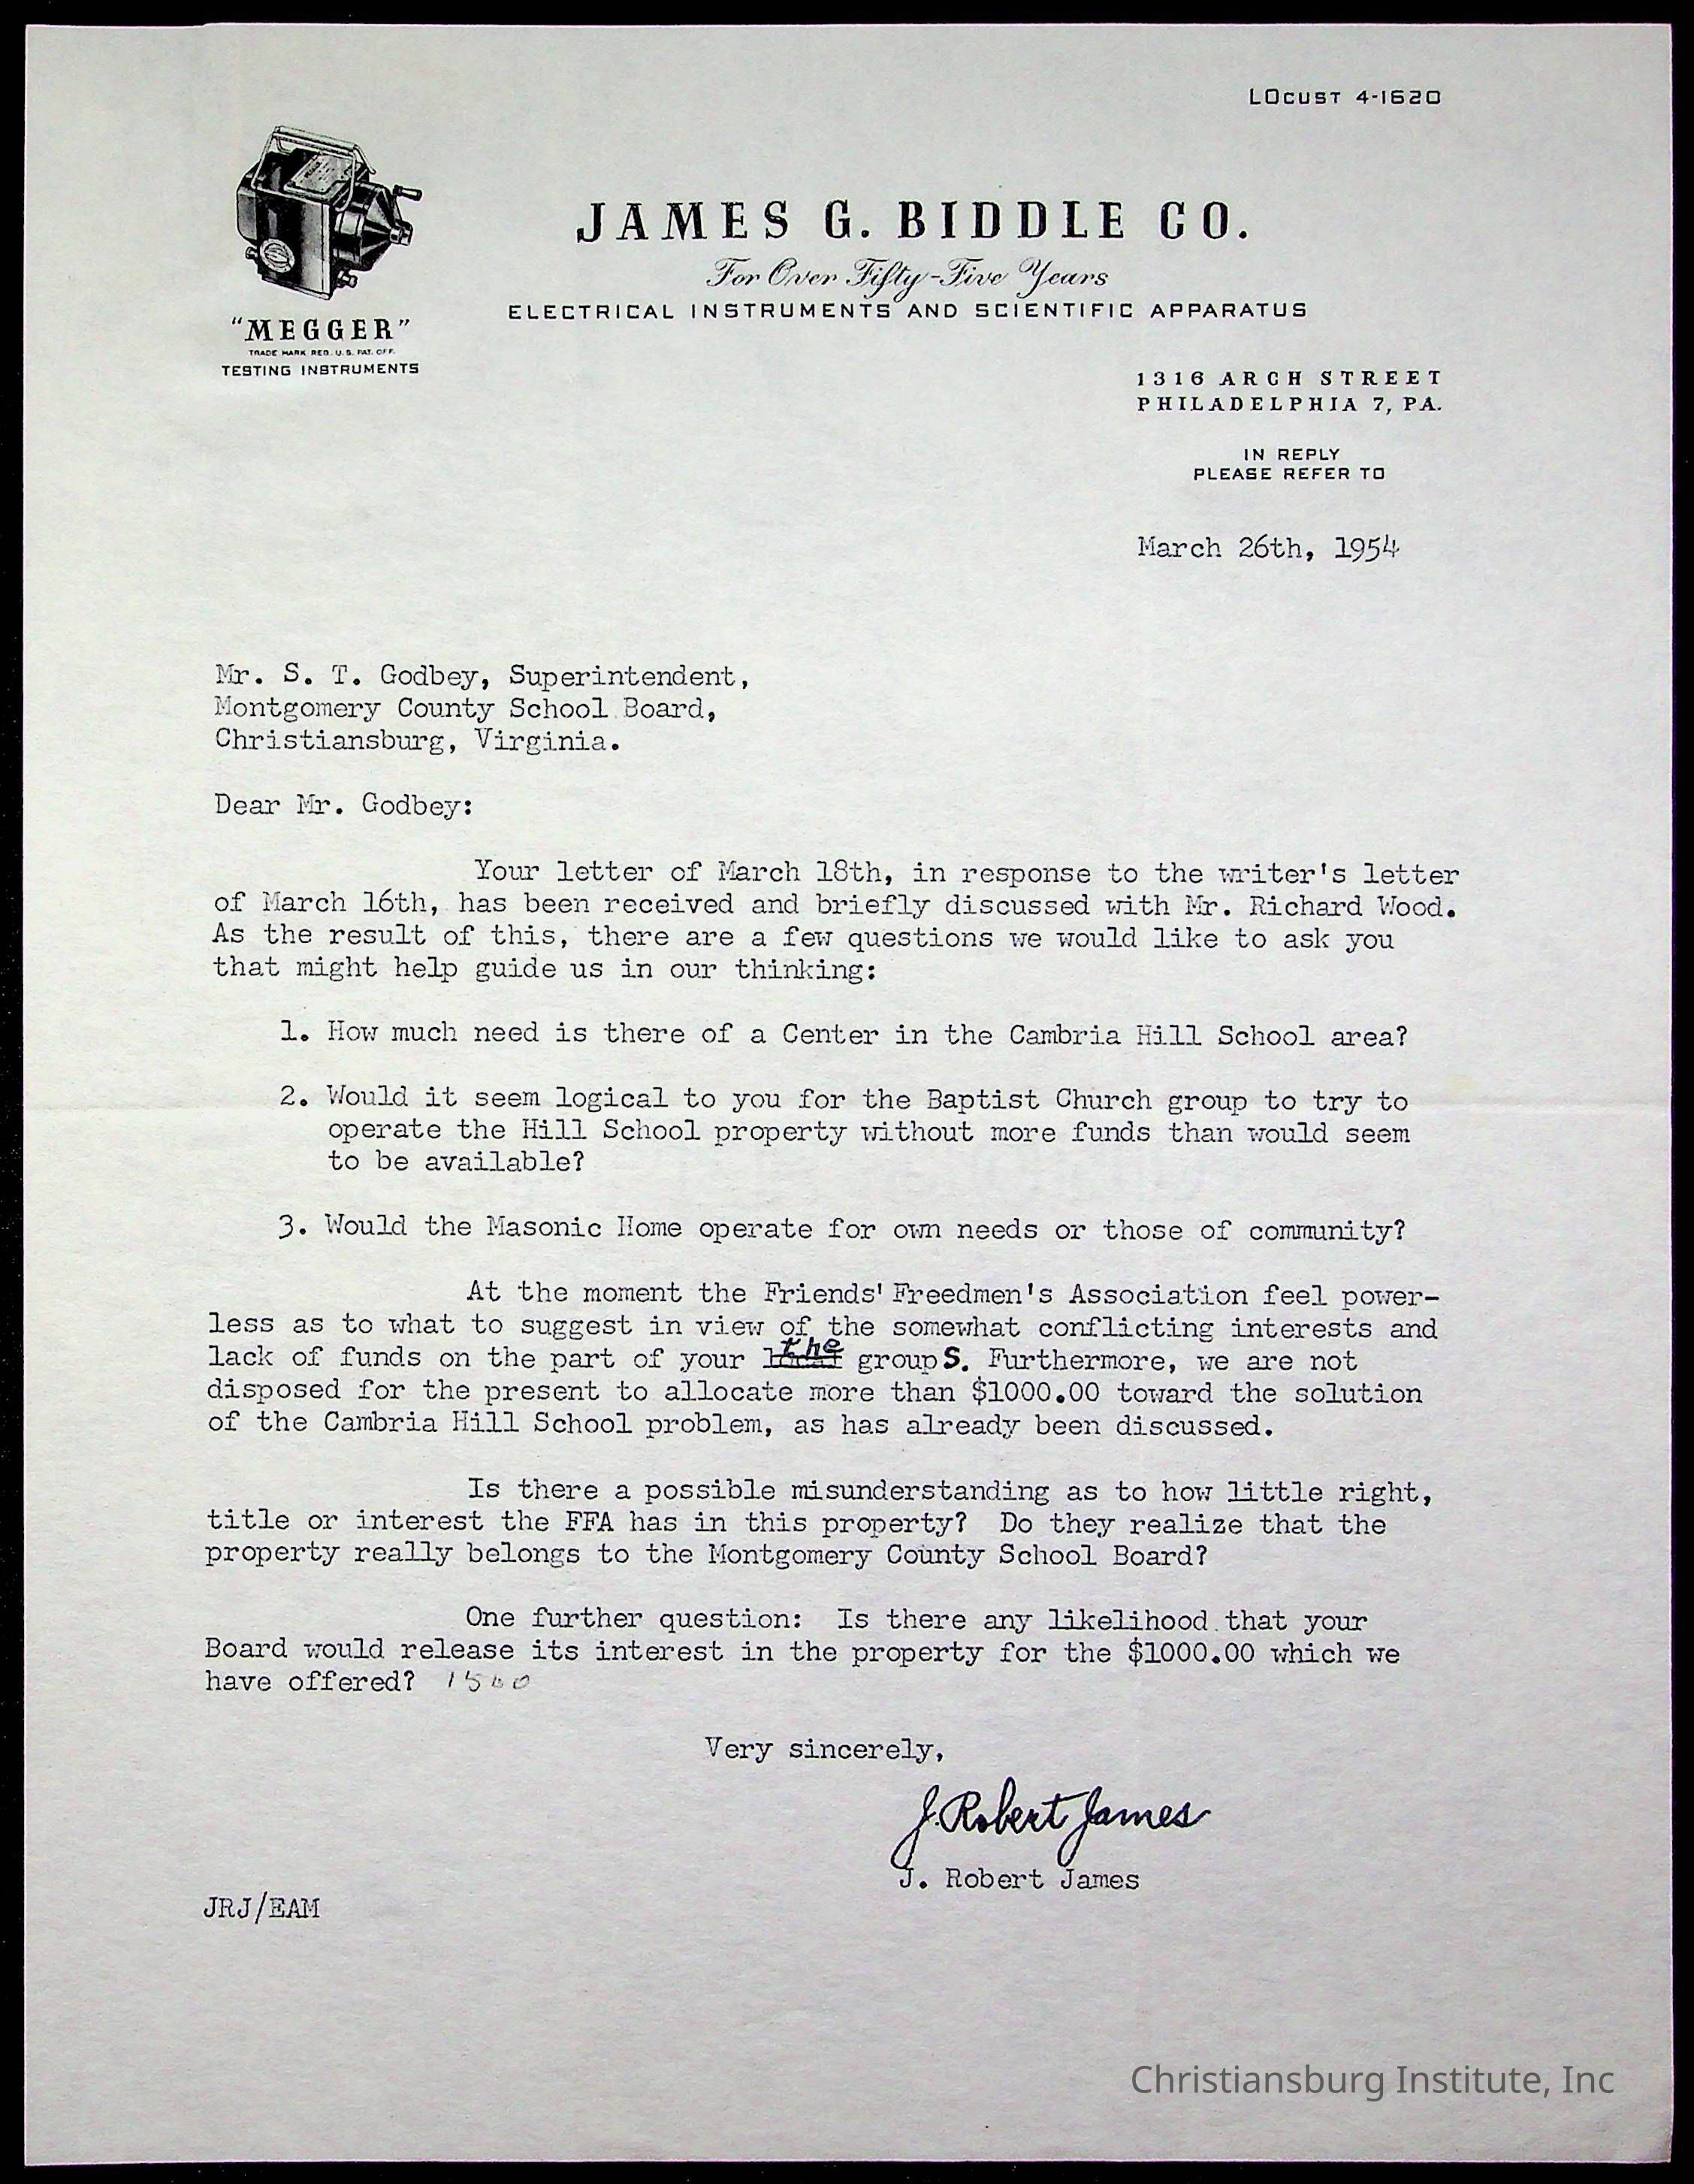 LOCUST 4-1620
JAMES G. BIDDLE CO.
For Over Fifty-Five Years
ELECTRICAL INSTRUMENTS AND SCIENTIFIC APPARATUS
"MEGGER"
TRADE MARK REG. U.S. PAT. OFF.
TESTING INSTRUMENTS
1316 ARCH STREET
PHILADELPHIA 7, PA.
IN REPLY
PLEASE REFER TO
March 26th, 1954
Mr. S. T. Godbey, Superintendent,
Montgomery County School Board,
Christiansburg, Virginia.
Dear Mr. Godbey:
Your letter of March 18th, in response to the writer's letter
of March 16th, has been received and briefly discussed with Mr. Richard Wood.
As the result of this, there are a few questions we would like to ask you
that might help guide us in our thinking:
1. How much need is there of a Center in the Cambria Hill School area?
2. Would it seem logical to you for the Baptist Church group to try to
operate the Hill School property without more funds than would seem
to be available?
3. Would the Masonic Home operate for own needs or those of community?
At the moment the Friends' Freedmen's Association feel power-
less as to what to suggest in view of the somewhat conflicting interests and
lack of funds on the part of your the groupS. Furthermore, we are not
disposed for the present to allocate more than $1000.00 toward the solution
of the Cambria Hill School problem, as has already been discussed.
Is there a possible misunderstanding as to how little right,
title or interest the FFA has in this property? Do they realize that the
property really belongs to the Montgomery County School Board?
One further question: Is there any likelihood that your
Board would release its interest in the property for the $1000.00 which we
have offered? 1500
Very sincerely,
J. Robert James
J. Robert James
JRJ/EAM
Christiansburg Institute, Inc